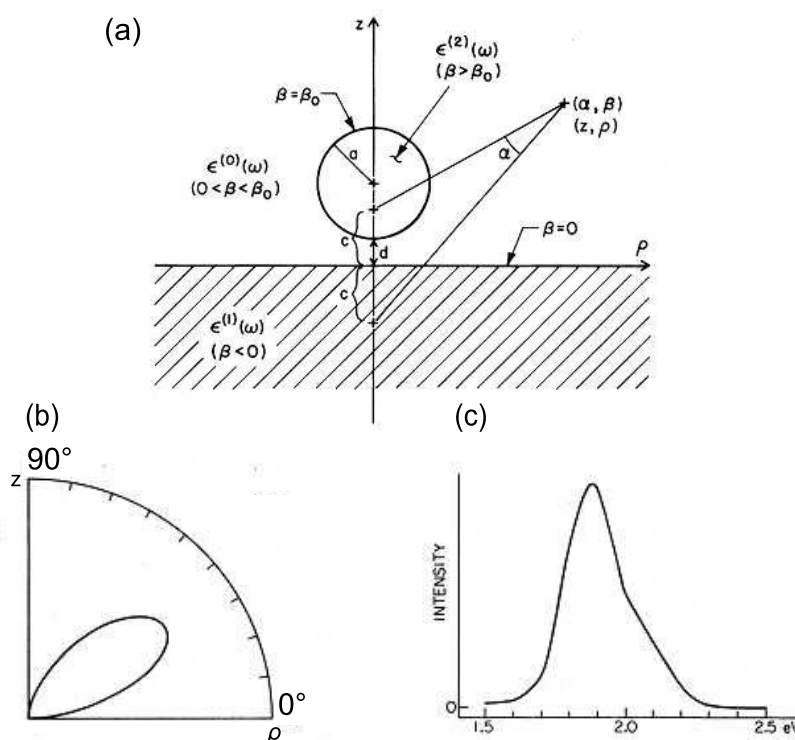 (a)
z
ϵ⁽²⁾(ω)
(β>β₀)
β=β₀
(α,β)
(z,ρ)
a
α
ϵ⁽⁰⁾(ω)
(0<β<β₀)
c
d
β=0
ρ
c
ϵ⁽¹⁾(ω)
(β<0)
(b)
(c)
90°
z
0°
ρ
INTENSITY
0
1.5
2.0
2.5 eV